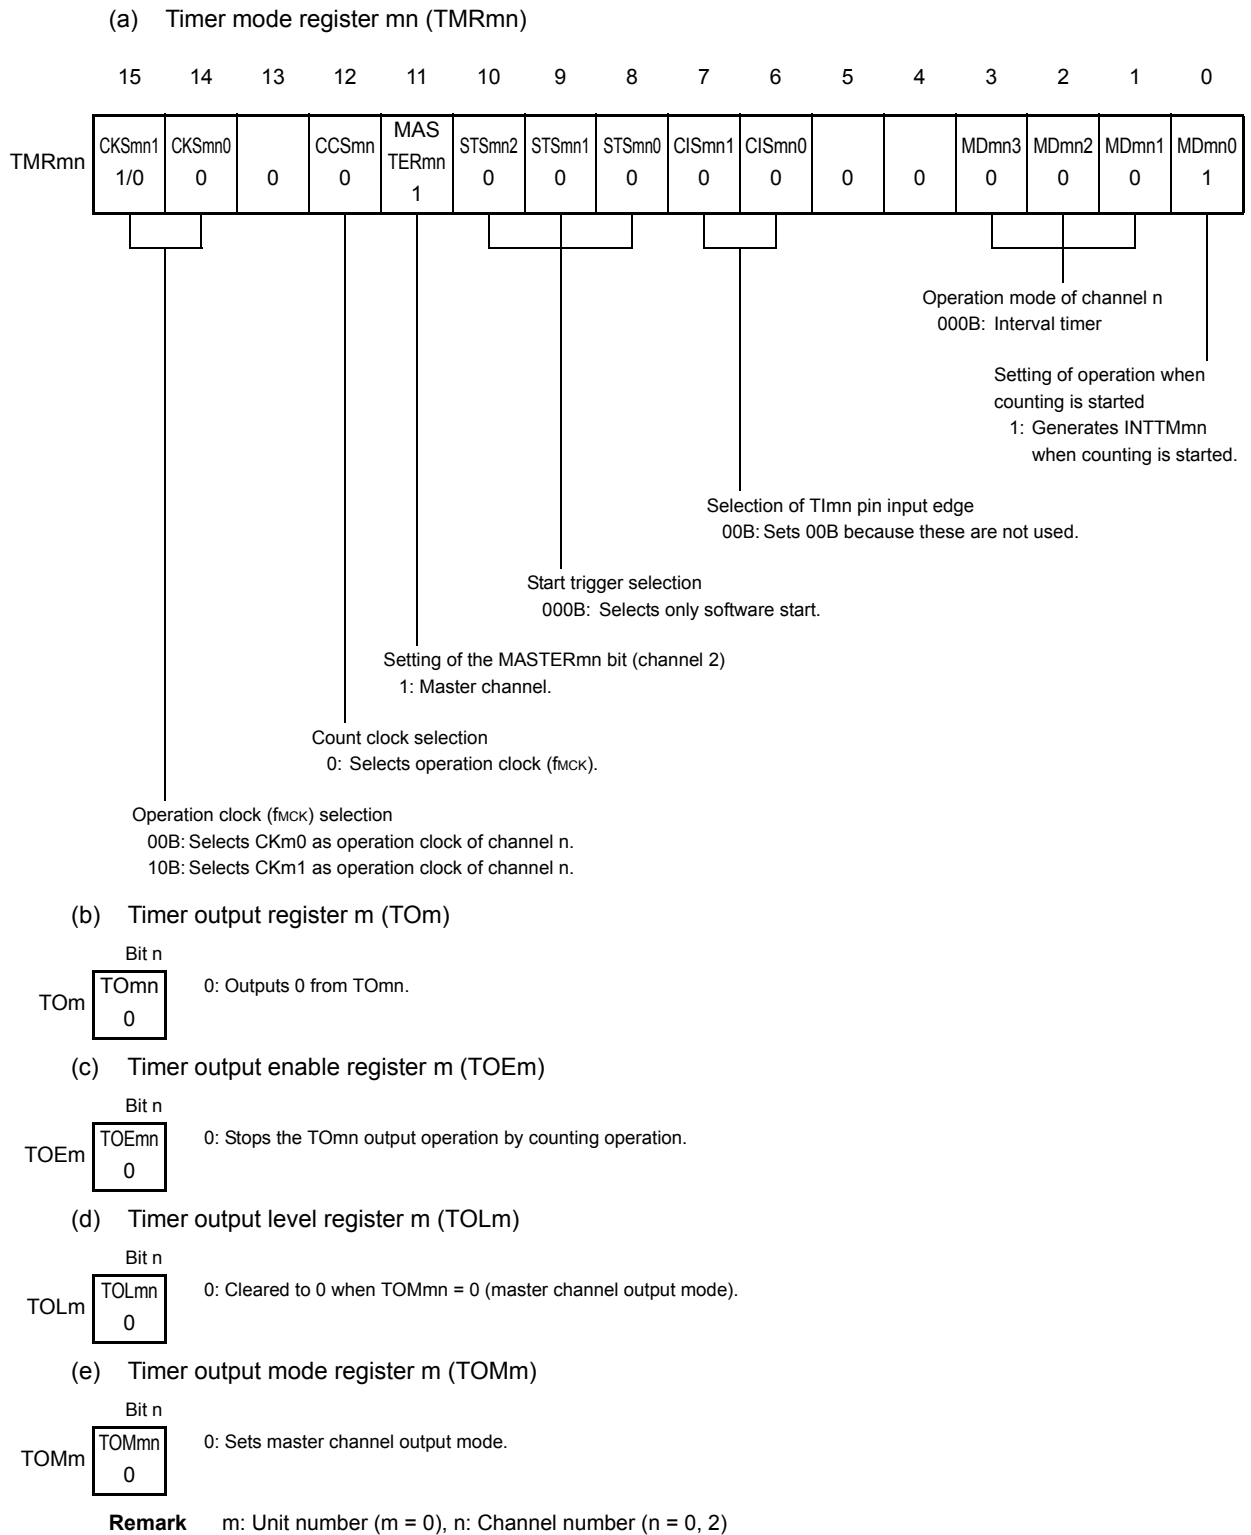 (a) Timer mode register mn (TMRmn)
15 14 13 12 11 10 9 8 7 6 5 4 3 2 1 0
TMRmn
CKSmn1 CKSmn0 CCSmn MAS TERmn STSmn2 STSmn1 STSmn0 CISmn1 CISmn0 MDmn3 MDmn2 MDmn1 MDmn0
1/0 0 0 0 1 0 0 0 0 0 0 0 0 0 0 1
Operation mode of channel n
000B: Interval timer
Setting of operation when
counting is started
1: Generates INTTMmn
when counting is started.
Selection of TImn pin input edge
00B: Sets 00B because these are not used.
Start trigger selection
000B: Selects only software start.
Setting of the MASTERmn bit (channel 2)
1: Master channel.
Count clock selection
0: Selects operation clock (fMCK).
Operation clock (fMCK) selection
00B: Selects CKm0 as operation clock of channel n.
10B: Selects CKm1 as operation clock of channel n.
(b) Timer output register m (TOm)
Bit n
TOm TOmn 0: Outputs 0 from TOmn.
0
(c) Timer output enable register m (TOEm)
Bit n
TOEm TOEmn 0: Stops the TOmn output operation by counting operation.
0
(d) Timer output level register m (TOLm)
Bit n
TOLm TOLmn 0: Cleared to 0 when TOMmn = 0 (master channel output mode).
0
(e) Timer output mode register m (TOMm)
Bit n
TOMm TOMmn 0: Sets master channel output mode.
0
Remark m: Unit number (m = 0), n: Channel number (n = 0, 2)